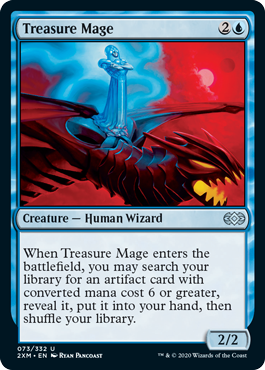 Treasure Mage 2
Creature — Human Wizard
When Treasure Mage enters the
battlefield, you may search your
library for an artifact card with
converted mana cost 6 or greater,
reveal it, put it into your hand, then
shuffle your library.
2/2
073/332 U
2XM • EN Ryan Pancoast
™ & © 2020 Wizards of the Coast